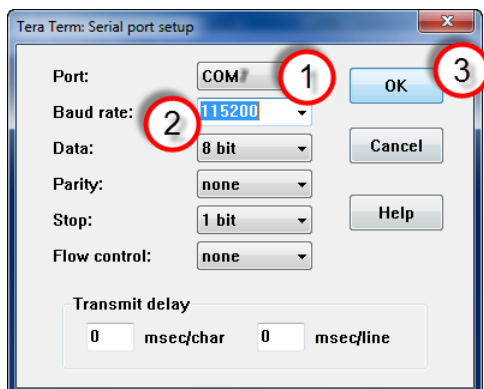 Tera Term: Serial port setup
Port: COM 1
Baud rate: 2 115200
Data: 8 bit
Parity: none
Stop: 1 bit
Flow control: none
OK 3
Cancel
Help
Transmit delay
0 msec/char 0 msec/line